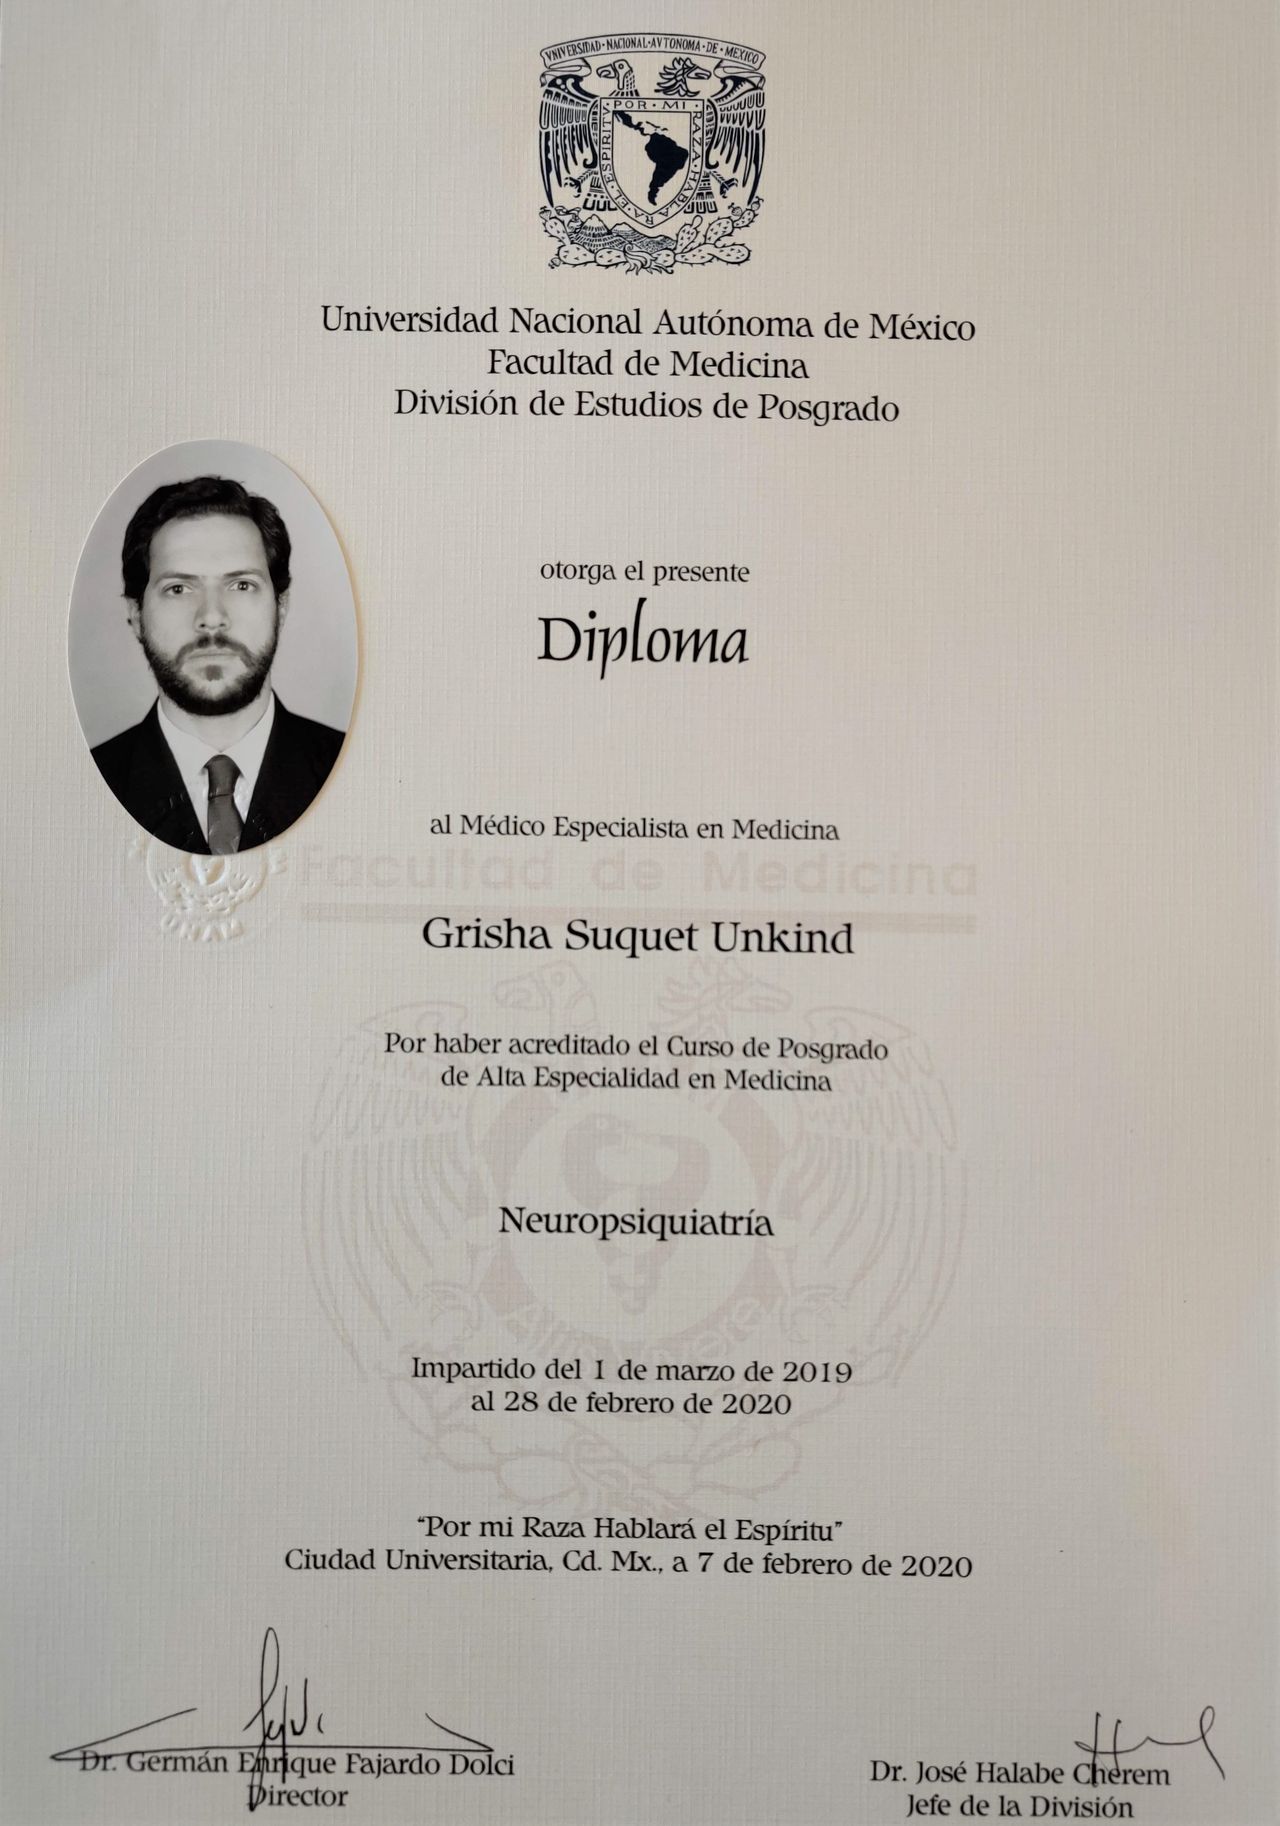 VNIVERSIDAD·NACIONAL·AVTONOMA·DE·MEXICO
POR·MI·RAZA·HABLARA·EL·ESPIRITV
Universidad Nacional Autónoma de México
Facultad de Medicina
División de Estudios de Posgrado
otorga el presente
Diploma
al Médico Especialista en Medicina
Facultad de Medicina
UNAM
Grisha Suquet Unkind
Por haber acreditado el Curso de Posgrado
de Alta Especialidad en Medicina
Neuropsiquiatría
Impartido del 1 de marzo de 2019
al 28 de febrero de 2020
“Por mi Raza Hablará el Espíritu”
Ciudad Universitaria, Cd. Mx., a 7 de febrero de 2020
Dr. Germán Enrique Fajardo Dolci
Director
Dr. José Halabe Cherem
Jefe de la División